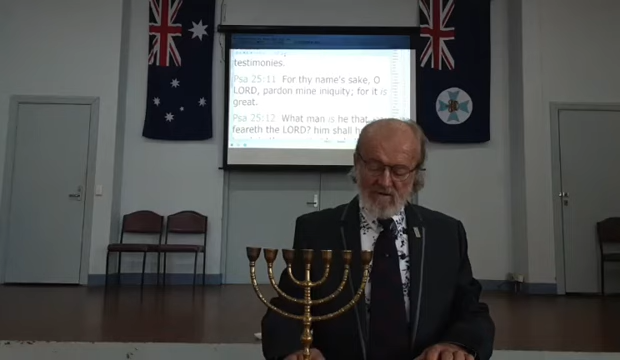 testimonies.
Psa 25:11 For thy name's sake, O
LORD, pardon mine iniquity; for it is
great.
Psa 25:12 What man is he that
feareth the LORD? him shall